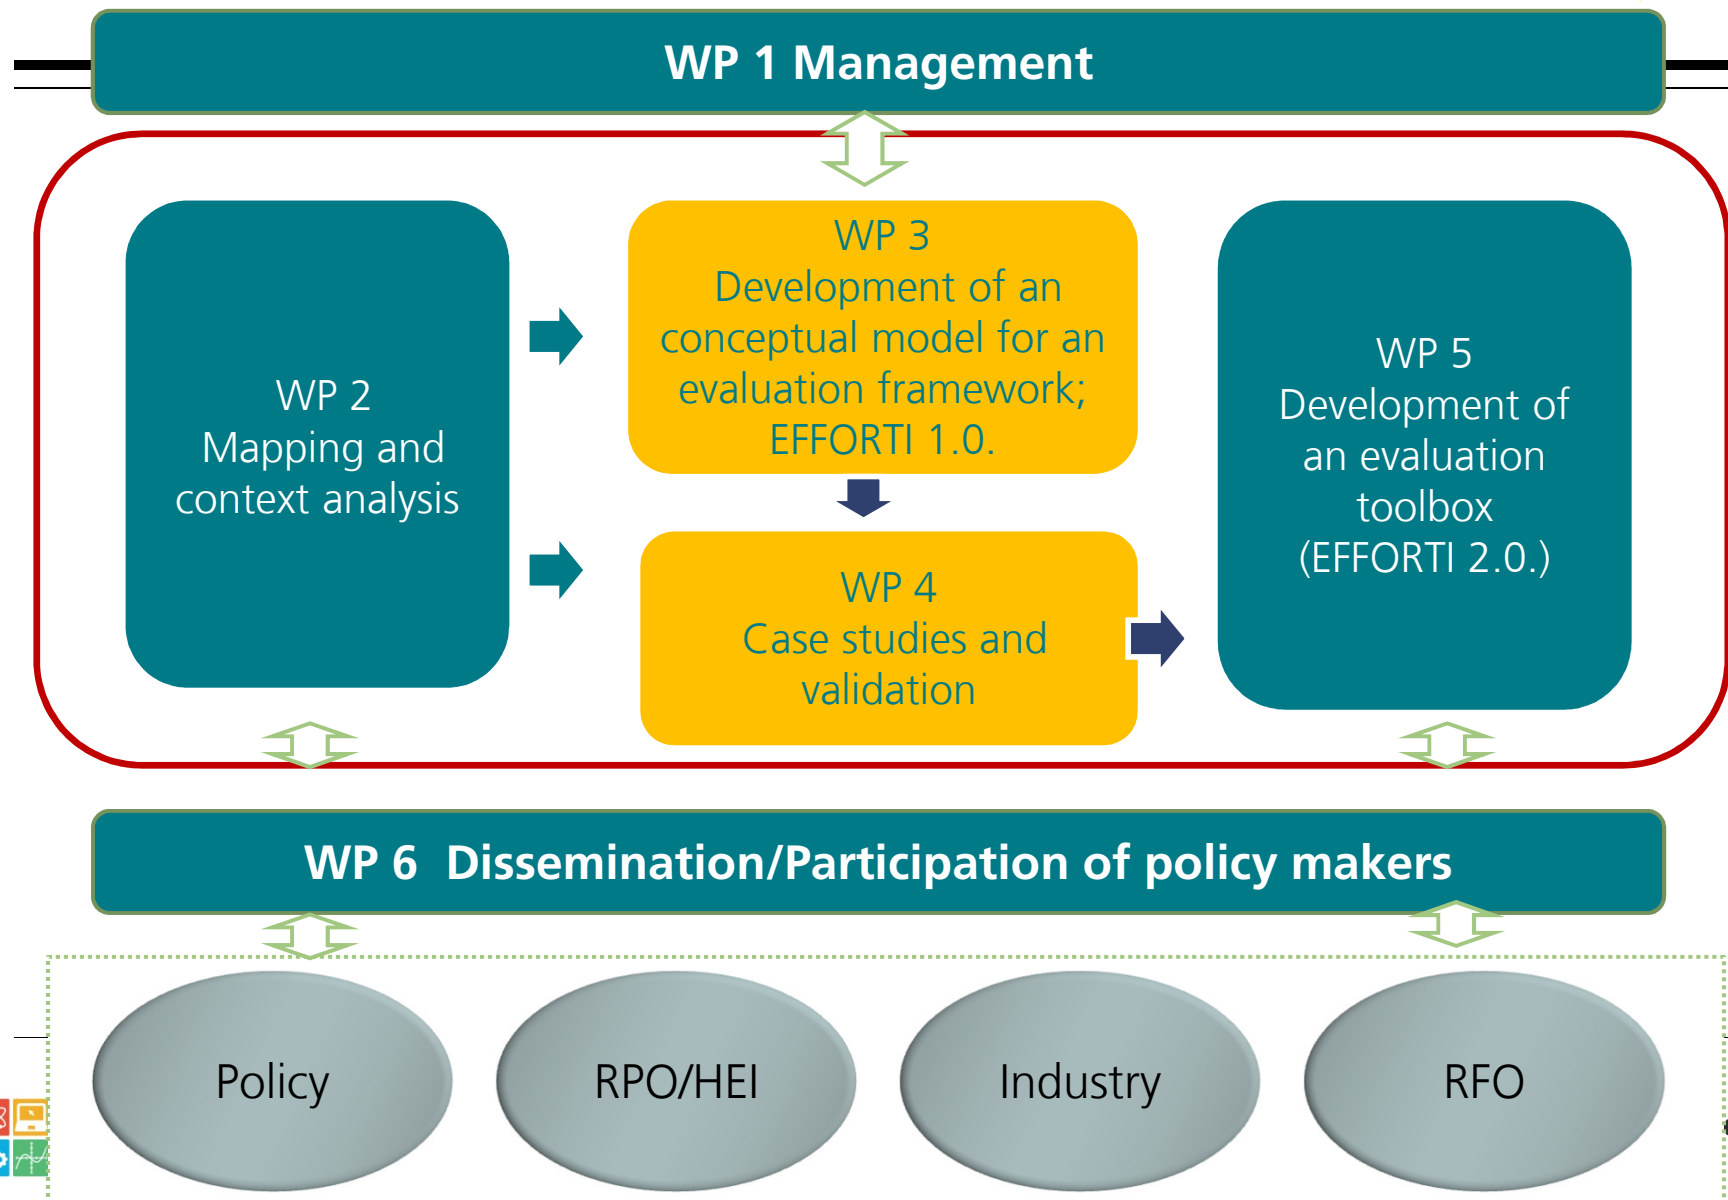 WP 1 Management
WP 2
Mapping and
context analysis
WP 3
Development of an
conceptual model for an
evaluation framework;
EFFORTI 1.0.
WP 4
Case studies and
validation
WP 5
Development of
an evaluation
toolbox
(EFFORTI 2.0.)
WP 6 Dissemination/Participation of policy makers
Policy
RPO/HEI
Industry
RFO